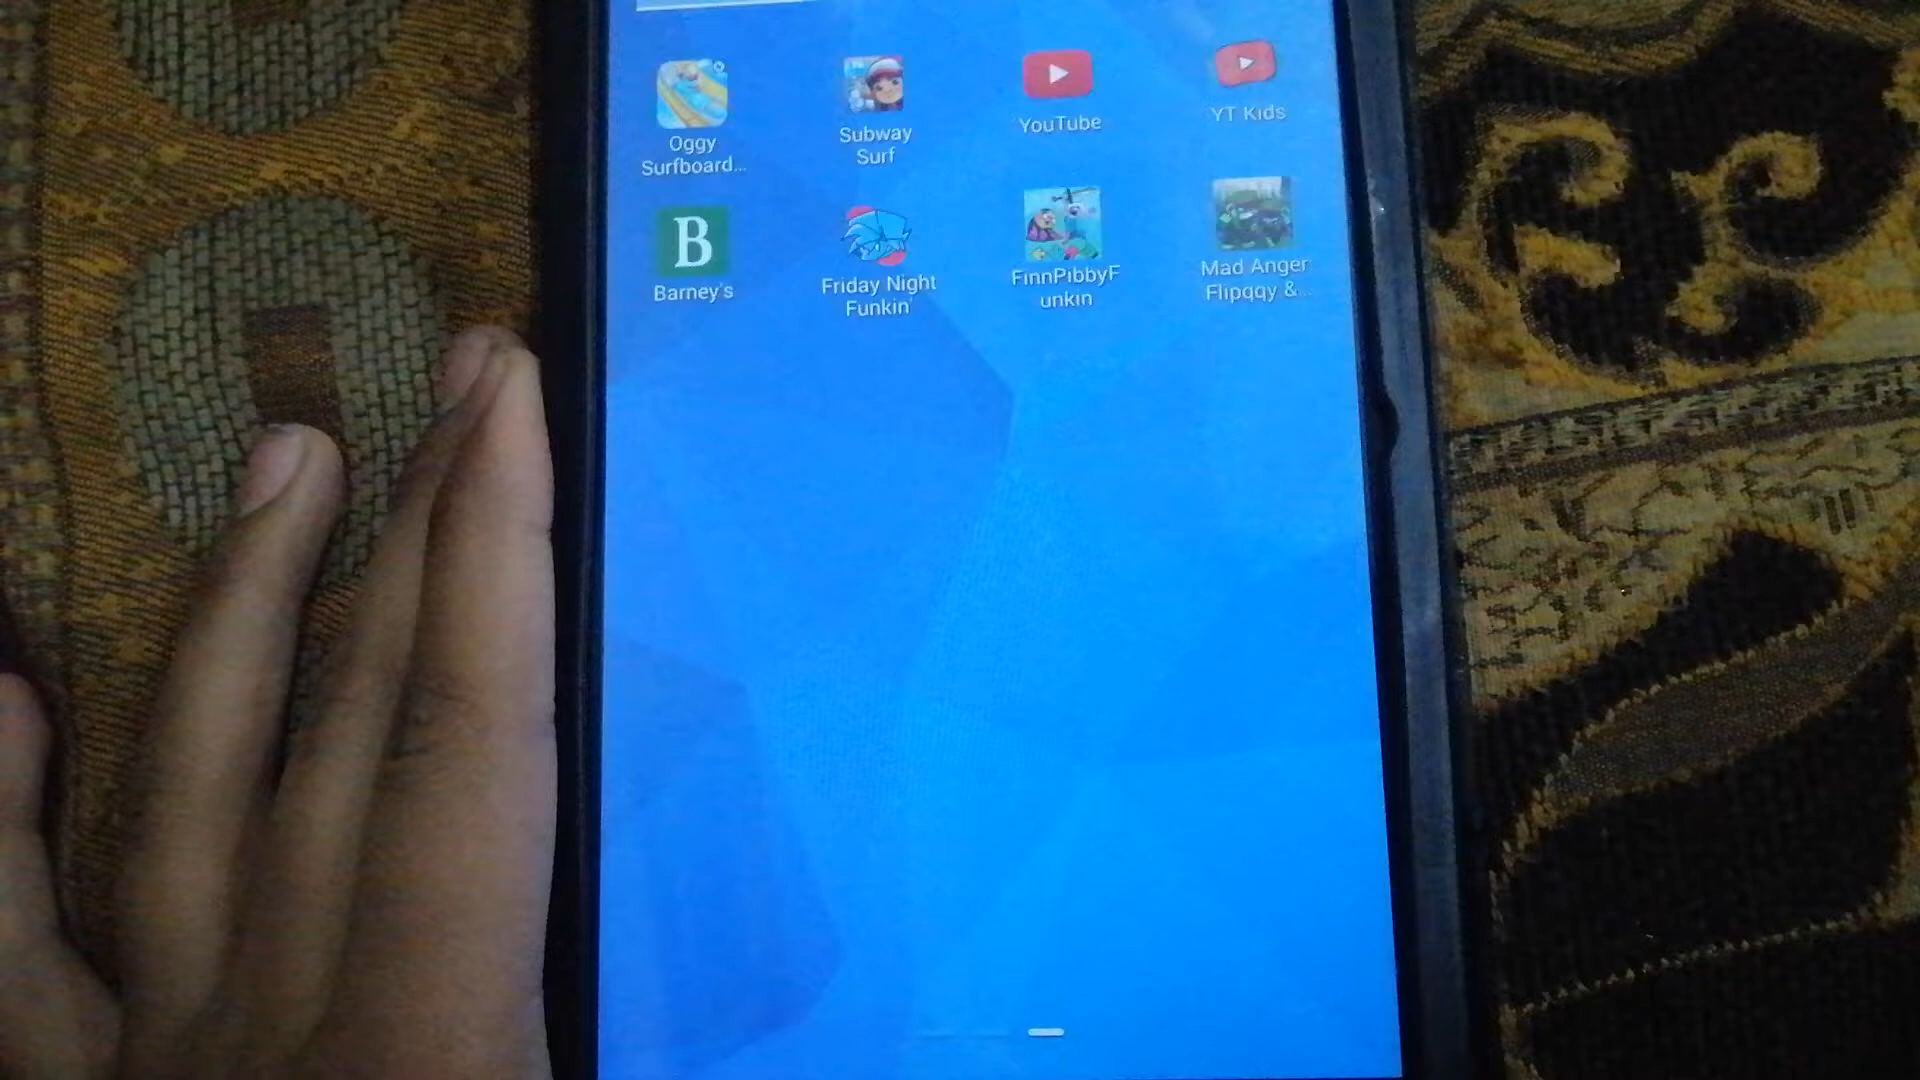 Oggy
Surfboard...
Subway
Surf
YouTube
YT Kids
B
Barney's
Friday Night
Funkin'
FinnPibbyF
unkin
Mad Anger
Flipqqy &...